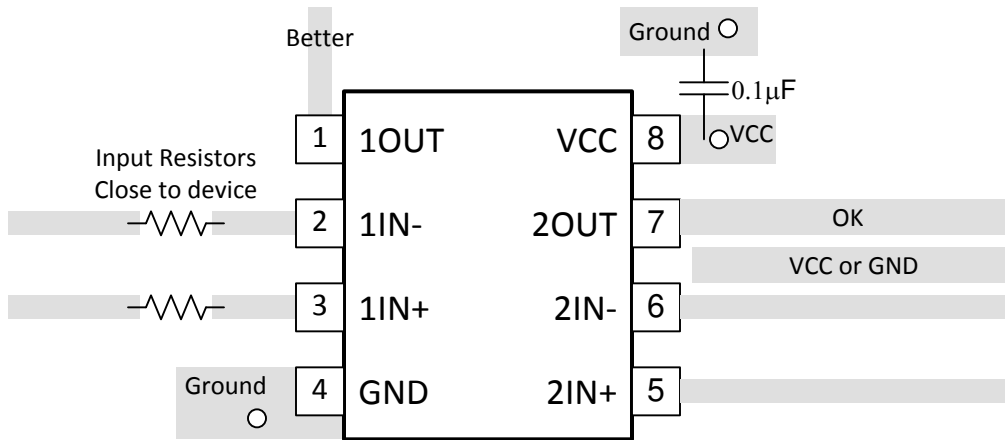 Better
Ground
0.1μF
1
1OUT
VCC
8
VCC
Input Resistors
Close to device
2
1IN-
2OUT
7
OK
VCC or GND
3
1IN+
2IN-
6
Ground
4
GND
2IN+
5